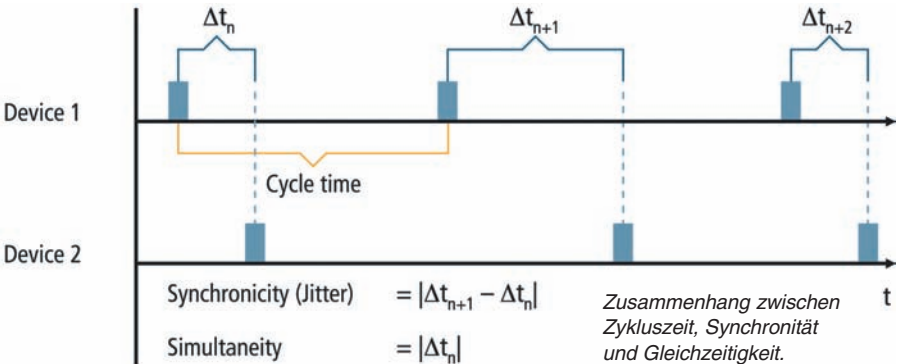 Δtₙ Δtₙ₊₁ Δtₙ₊₂
Device 1
Cycle time
Device 2
Synchronicity (Jitter) = |Δtₙ₊₁ – Δtₙ|
Simultaneity = |Δtₙ|
t
Zusammenhang zwischen
Zykluszeit, Synchronität
und Gleichzeitigkeit.